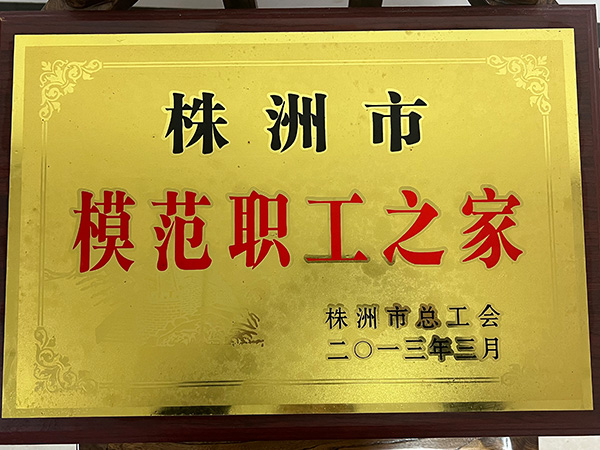 株洲市
模范职工之家
株洲市总工会
二〇一三年三月